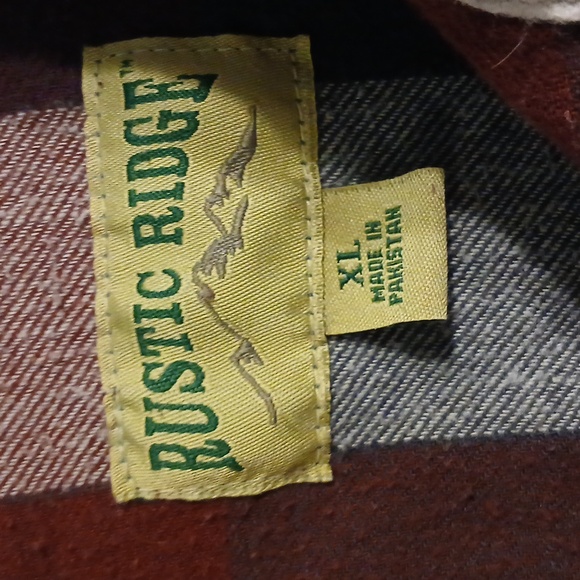 RUSTIC RIDGE™
XL
MADE IN
PAKISTAN